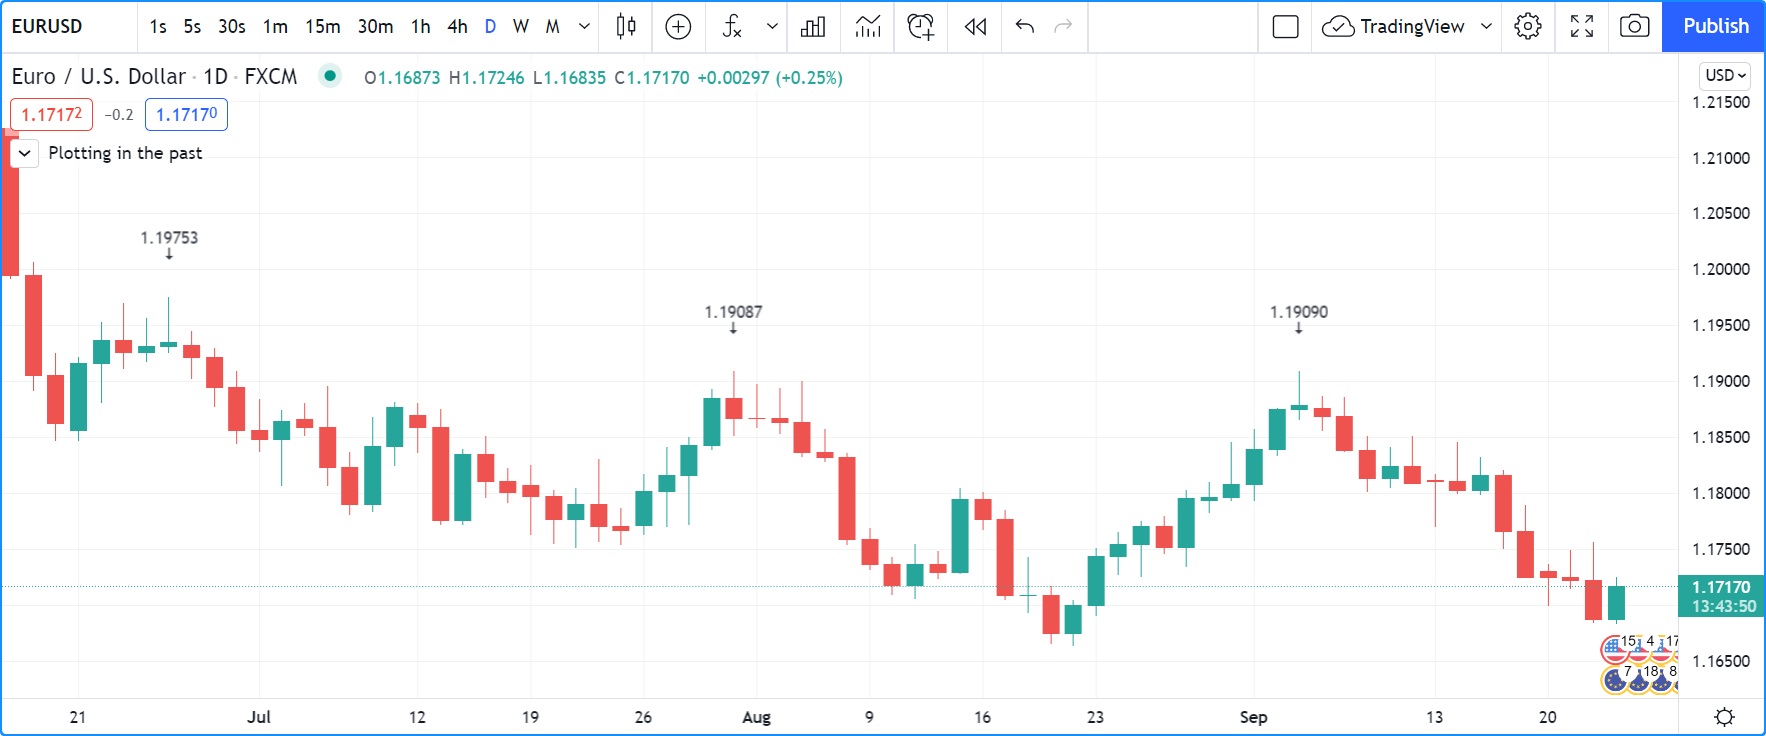 EURUSD 1s 5s 30s 1m 15m 30m 1h 4h D W M TradingView Publish
Euro / U.S. Dollar · 1D · FXCM O1.16873 H1.17246 L1.16835 C1.17170 +0.00297 (+0.25%) USD
1.17172 −0.2 1.17170
Plotting in the past
1.21500
1.21000
1.20500
1.20000
1.19500
1.19000
1.18500
1.18000
1.17500
1.17170
13:43:50
1.16500
1.19753
1.19087
1.19090
15 4 17
7 18 8
21 Jul 12 19 26 Aug 9 16 23 Sep 13 20